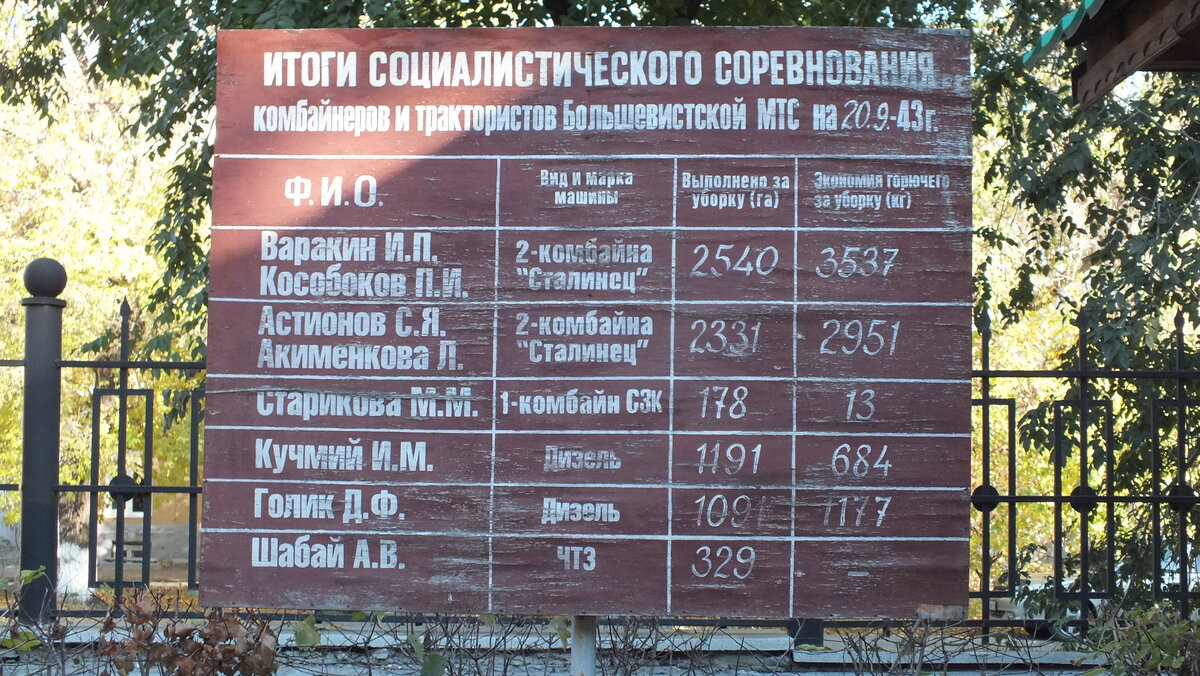 ИТОГИ СОЦИАЛИСТИЧЕСКОГО СОРЕВНОВАНИЯ
комбайнеров и трактористов Большевистской МТС на 20.9.-43г.
Ф.И.О. Вид и марка машины Выполнено за уборку (га) Экономия горючего за уборку (кг)
Варакин И.П. Кособоков П.И. 2-комбайна "Сталинец" 2540 3537
Астионов С.Я. Акименкова Л. 2-комбайна "Сталинец" 2331 2951
Старикова М.М. 1-комбайн СЗК 178 13
Кучмий И.М. Дизель 1191 684
Голик Д.Ф. Дизель 1091 1177
Шабай А.В. ЧТЗ 329 -